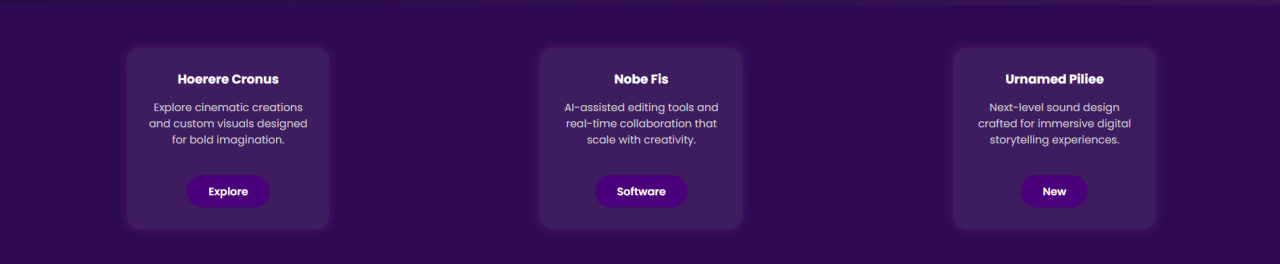 Hoerere Cronus
Explore cinematic creations
and custom visuals designed
for bold imagination.
Explore
Nobe Fis
AI-assisted editing tools and
real-time collaboration that
scale with creativity.
Software
Urnamed Piliee
Next-level sound design
crafted for immersive digital
storytelling experiences.
New